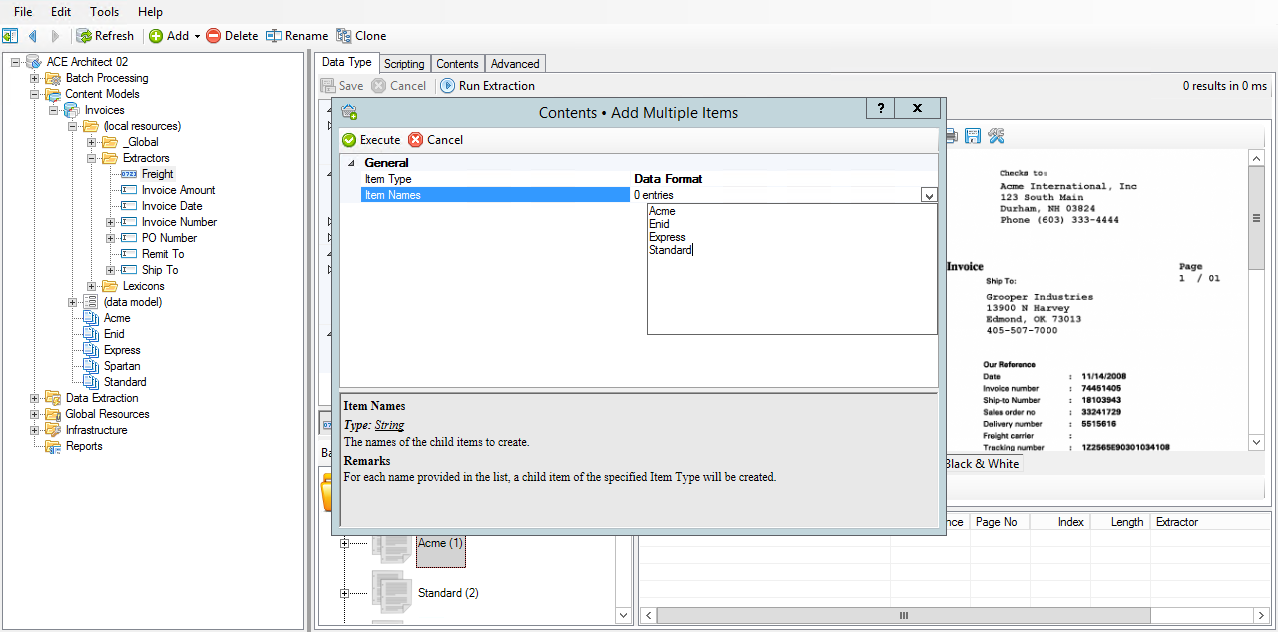 File Edit Tools Help
Refresh Add Delete Rename Clone
ACE Architect 02
Batch Processing
Content Models
Invoices
(local resources)
_Global
Extractors
Freight
Invoice Amount
Invoice Date
Invoice Number
PO Number
Remit To
Ship To
Lexicons
(data model)
Acme
Enid
Express
Spartan
Standard
Data Extraction
Global Resources
Infrastructure
Reports
Data Type Scripting Contents Advanced
Save Cancel Run Extraction 0 results in 0 ms
Contents • Add Multiple Items ? X
Execute Cancel
General
Item Type Data Format
Item Names 0 entries
Acme
Enid
Express
Standard
Item Names
Type: String
The names of the child items to create.
Remarks
For each name provided in the list, a child item of the specified Item Type will be created.
Checks to:
Acme International, Inc
123 South Main
Durham, NH 03824
Phone (603) 333-4444
Invoice Page
1 / 01
Ship To:
Grooper Industries
13900 N Harvey
Edmond, OK 73013
405-507-7000
Our Reference
Date : 11/14/2008
Invoice number : 74451405
Ship-to Number : 18103943
Sales order no : 33241729
Delivery number : 5515616
Freight carrier :
Tracking number : 1Z2565E90301034108
Black & White
Page No Index Length Extractor
Acme (1)
Standard (2)